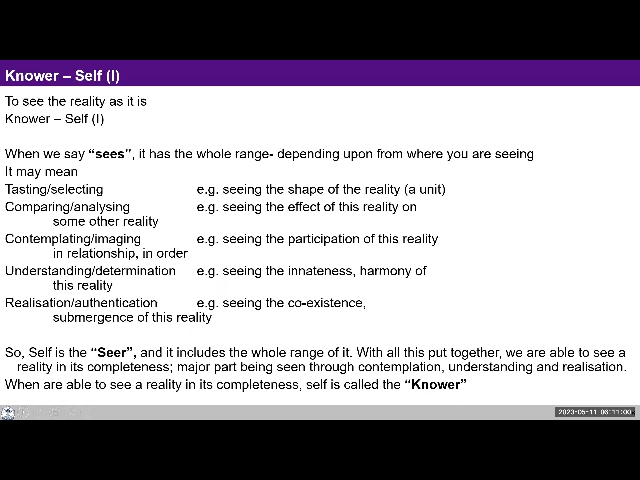 Knower – Self (I)
To see the reality as it is
Knower – Self (I)
When we say “sees”, it has the whole range- depending upon from where you are seeing
It may mean
Tasting/selecting e.g. seeing the shape of the reality (a unit)
Comparing/analysing e.g. seeing the effect of this reality on
some other reality
Contemplating/imaging e.g. seeing the participation of this reality
in relationship, in order
Understanding/determination e.g. seeing the innateness, harmony of
this reality
Realisation/authentication e.g. seeing the co-existence,
submergence of this reality
So, Self is the “Seer”, and it includes the whole range of it. With all this put together, we are able to see a
reality in its completeness; major part being seen through contemplation, understanding and realisation.
When are able to see a reality in its completeness, self is called the “Knower”
2023-05-11 06:11:00